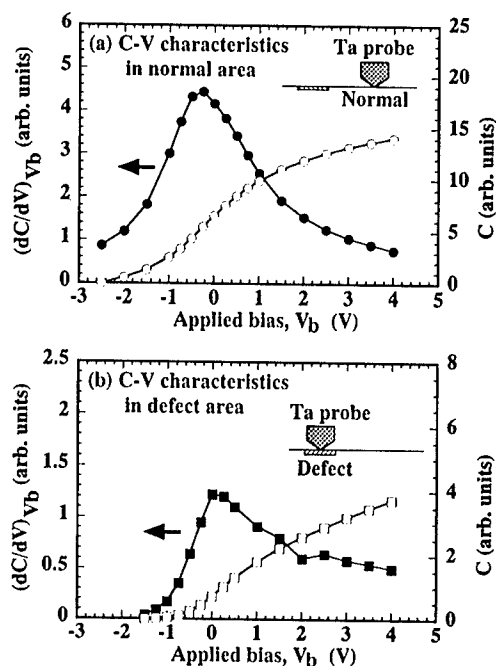 (a) C-V characteristics
in normal area
Ta probe
Normal
(dC/dV)Vb (arb. units)
C (arb. units)
6
5
4
3
2
1
0
25
20
15
10
5
0
-3 -2 -1 0 1 2 3 4 5
Applied bias, Vb (V)
(b) C-V characteristics
in defect area
Ta probe
Defect
(dC/dV)Vb (arb. units)
C (arb. units)
2.5
2
1.5
1
0.5
0
8
6
4
2
0
-3 -2 -1 0 1 2 3 4 5
Applied bias, Vb (V)